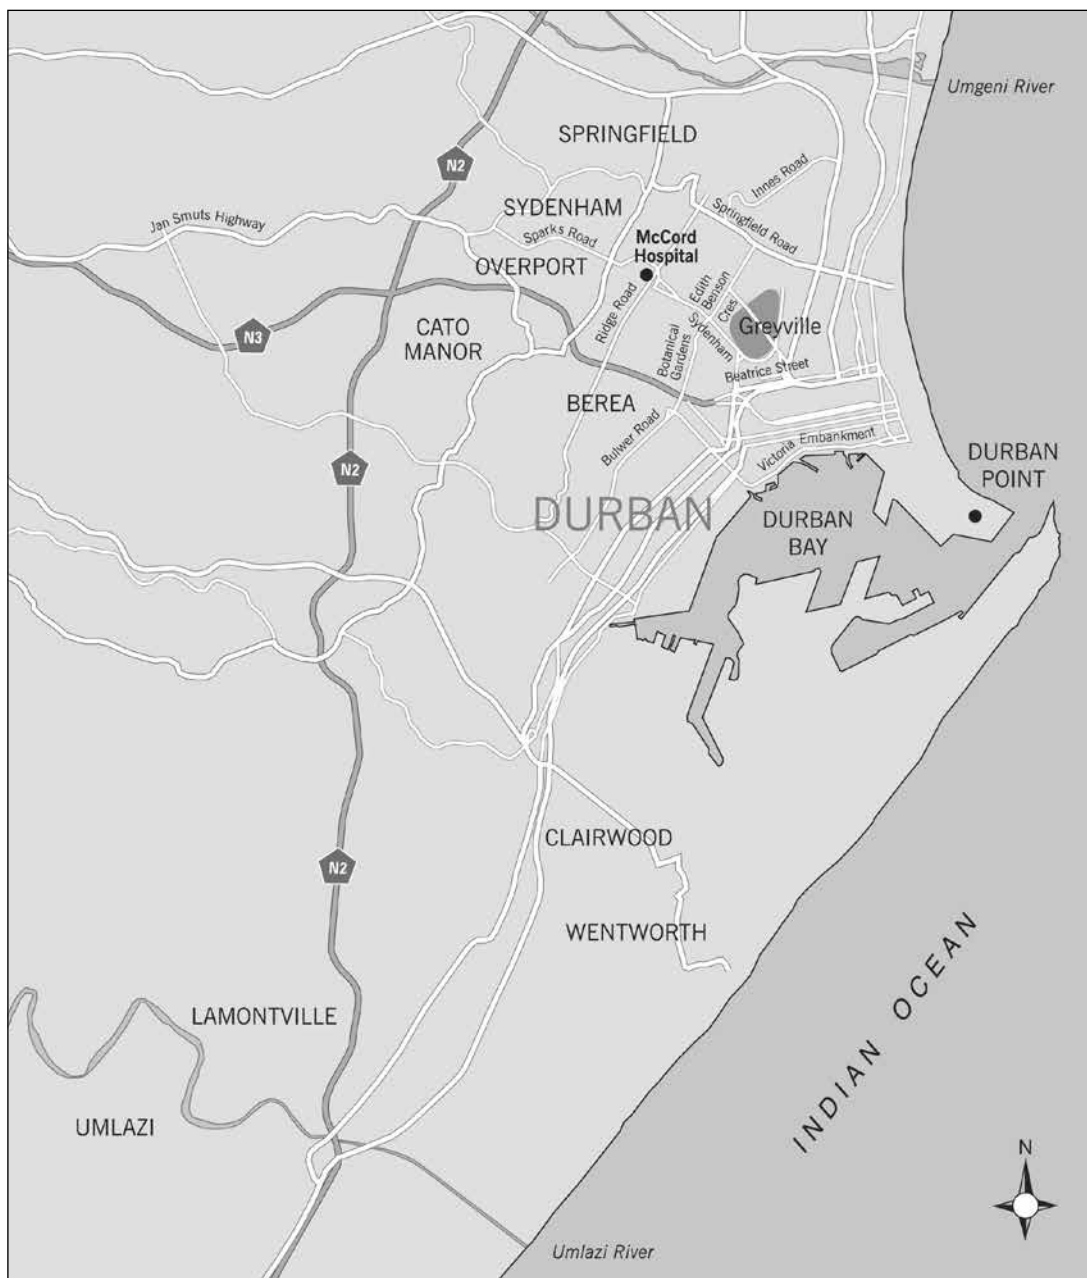 Umgeni River
SPRINGFIELD
N2
Innes Road
SYDENHAM
Jan Smuts Highway
Springfield Road
Sparks Road
McCord
Hospital
OVERPORT
Edith
Benson
Cres
Ridge Road
N3
CATO
MANOR
Greyville
Sydenham
Botanical
Gardens
Beatrice Street
BEREA
Bulwer Road
Victoria Embankment
N2
DURBAN
POINT
DURBAN
DURBAN
BAY
CLAIRWOOD
N2
WENTWORTH
LAMONTVILLE
INDIAN OCEAN
UMLAZI
N
Umlazi River